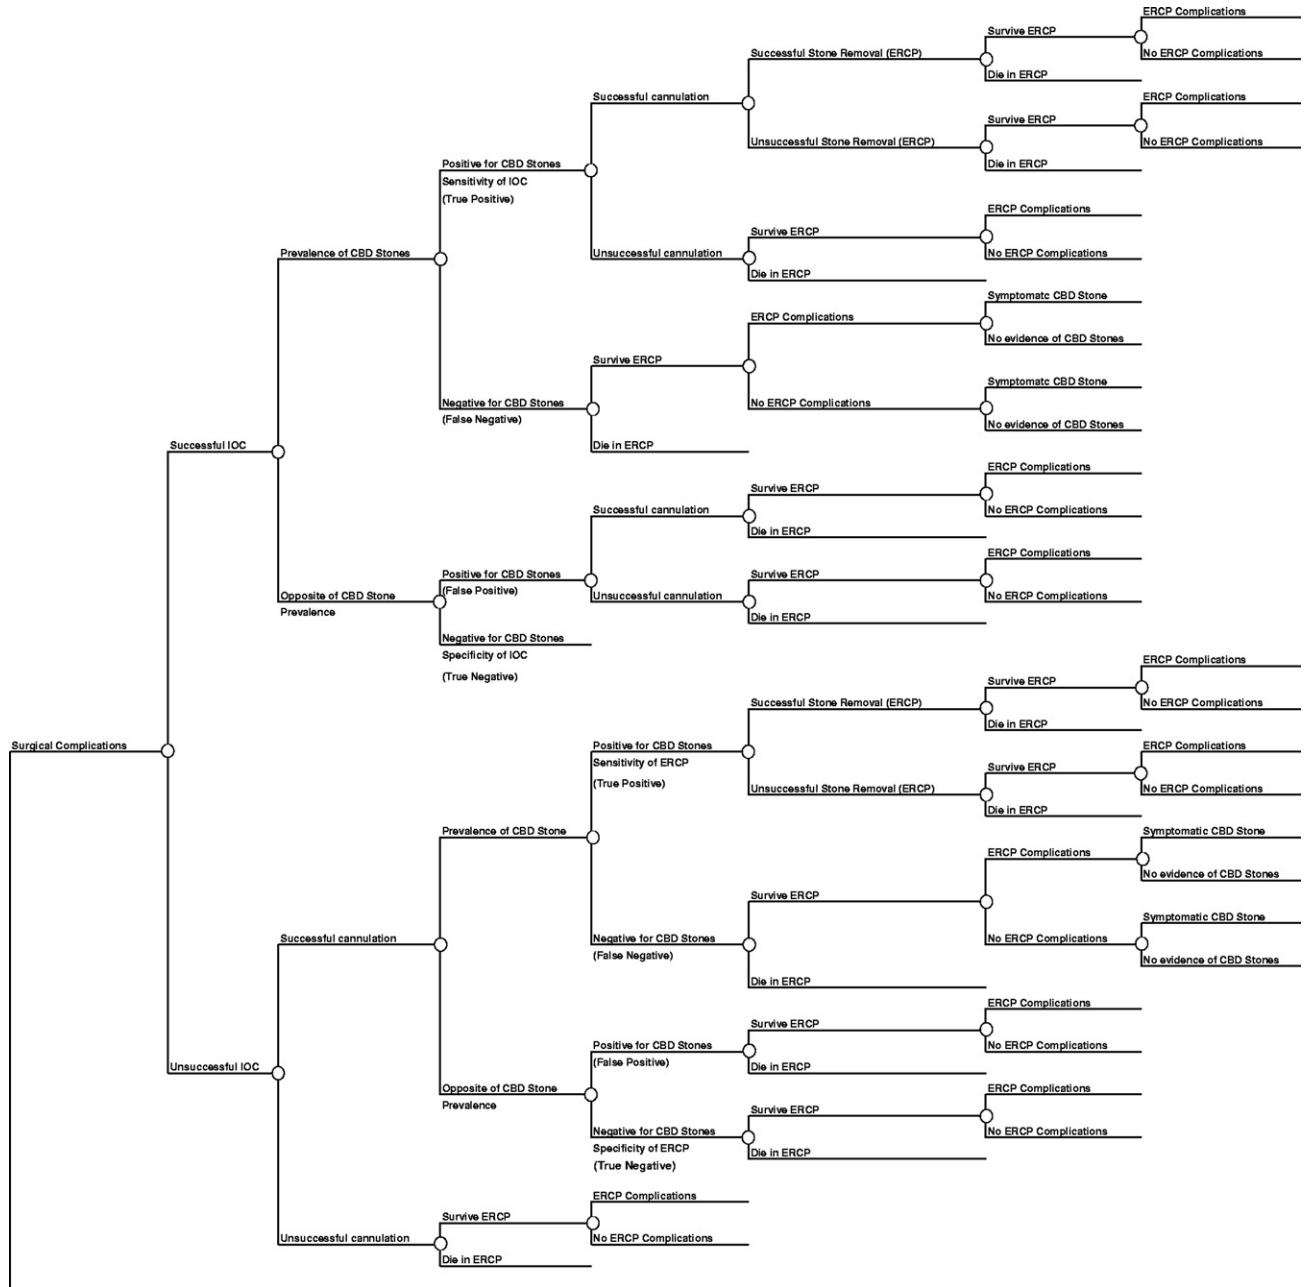 ERCP Complications
Survive ERCP
Successful Stone Removal (ERCP)
No ERCP Complications
Die in ERCP
Successful cannulation
ERCP Complications
Survive ERCP
Unsuccessful Stone Removal (ERCP)
No ERCP Complications
Positive for CBD Stones
Die in ERCP
Sensitivity of IOC
(True Positive)
ERCP Complications
Survive ERCP
Prevalence of CBD Stones
Unsuccessful cannulation
No ERCP Complications
Die in ERCP
Symptomatc CBD Stone
ERCP Complications
No evidence of CBD Stones
Survive ERCP
Symptomatc CBD Stone
Negative for CBD Stones
No ERCP Complications
(False Negative)
No evidence of CBD Stones
Successful IOC
Die in ERCP
ERCP Complications
Survive ERCP
Successful cannulation
No ERCP Complications
Die in ERCP
ERCP Complications
Positive for CBD Stones
Survive ERCP
(False Positive)
Opposite of CBD Stone
Unsuccessful cannulation
No ERCP Complications
Prevalence
Die in ERCP
Negative for CBD Stones
Specificity of IOC
(True Negative)
ERCP Complications
Survive ERCP
Successful Stone Removal (ERCP)
No ERCP Complications
Die in ERCP
Surgical Complications
Positive for CBD Stones
ERCP Complications
Sensitivity of ERCP
Survive ERCP
(True Positive)
Unsuccessful Stone Removal (ERCP)
No ERCP Complications
Die in ERCP
Prevalence of CBD Stone
Symptomatic CBD Stone
ERCP Complications
No evidence of CBD Stones
Survive ERCP
Symptomatic CBD Stone
Successful cannulation
Negative for CBD Stones
No ERCP Complications
(False Negative)
No evidence of CBD Stones
Die in ERCP
ERCP Complications
Survive ERCP
Positive for CBD Stones
No ERCP Complications
(False Positive)
Unsuccessful IOC
Die in ERCP
Opposite of CBD Stone
ERCP Complications
Prevalence
Survive ERCP
Negative for CBD Stones
No ERCP Complications
Specificity of ERCP
Die in ERCP
(True Negative)
ERCP Complications
Survive ERCP
Unsuccessful cannulation
No ERCP Complications
Die in ERCP